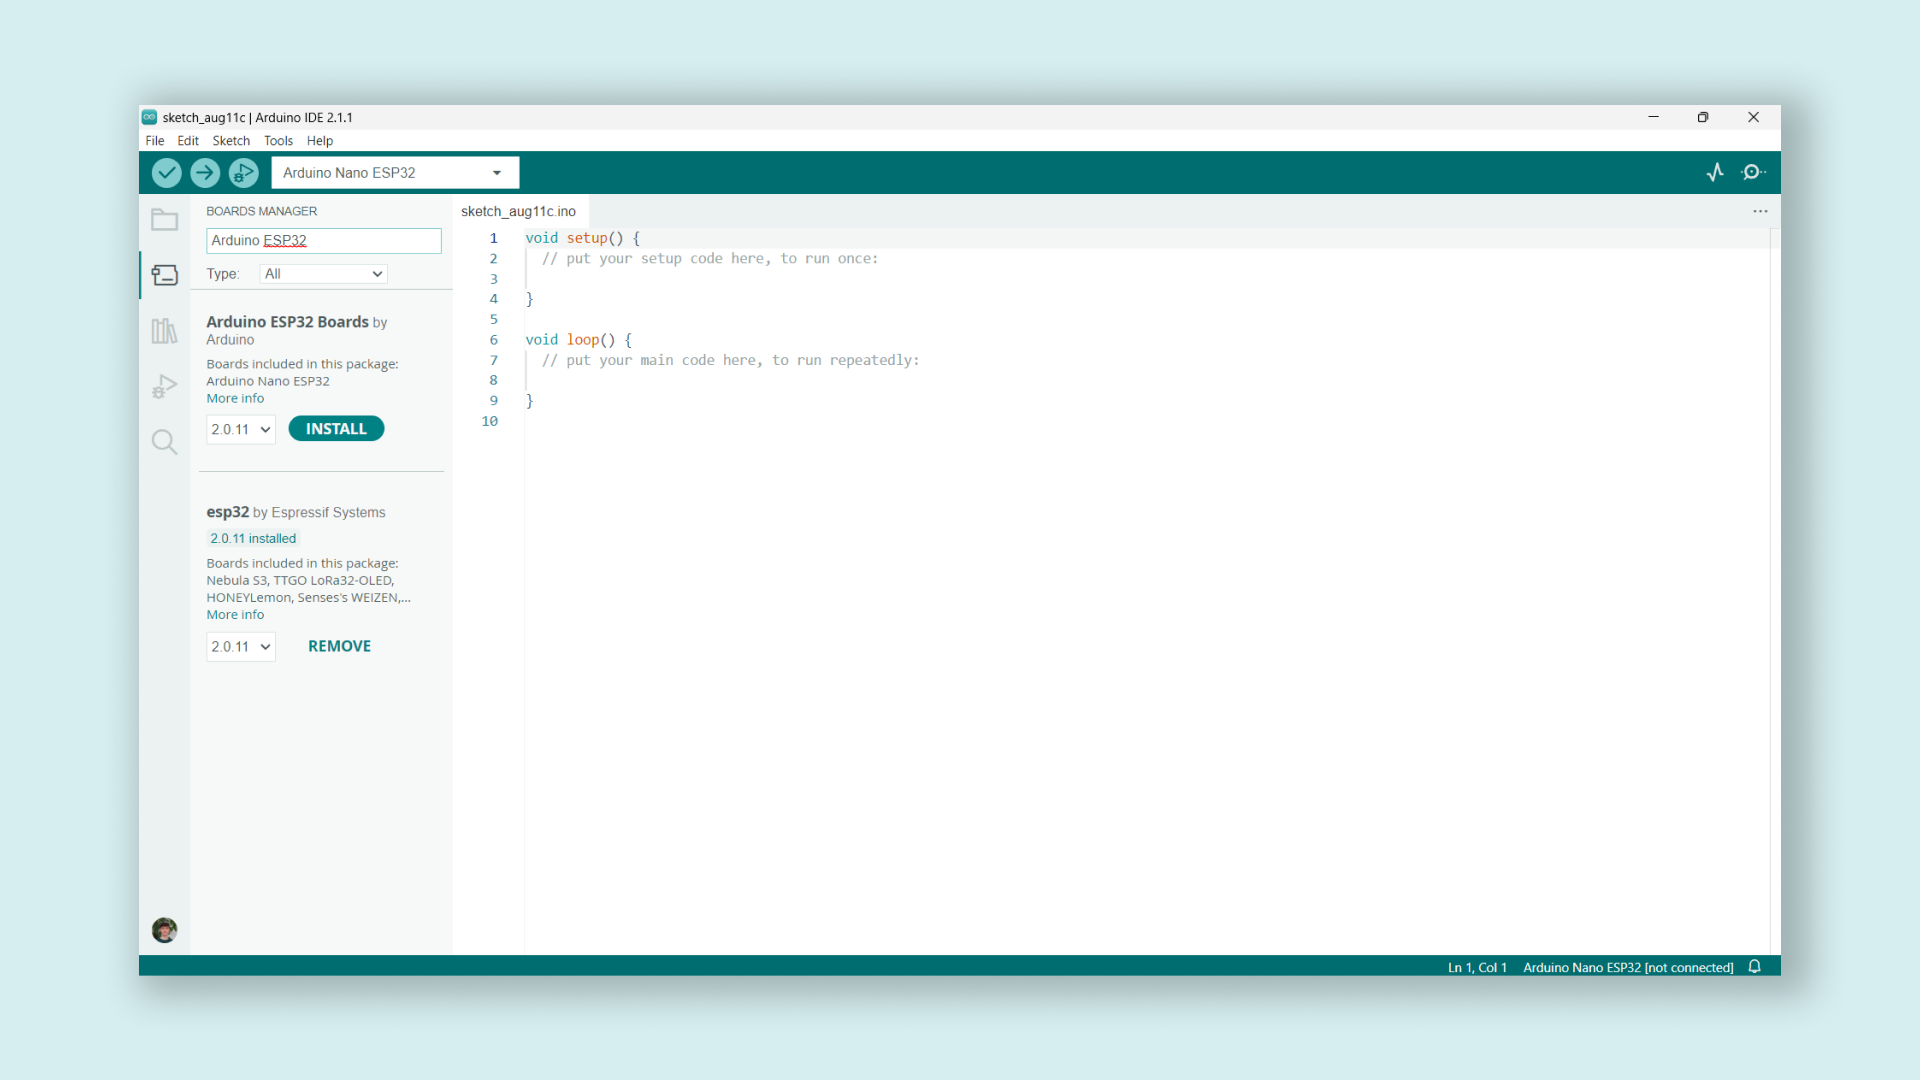 sketch_aug11c | Arduino IDE 2.1.1
File Edit Sketch Tools Help
Arduino Nano ESP32
BOARDS MANAGER
Arduino ESP32
Type: All
Arduino ESP32 Boards by
Arduino
Boards included in this package:
Arduino Nano ESP32
More info
2.0.11 INSTALL
esp32 by Espressif Systems
2.0.11 installed
Boards included in this package:
Nebula S3, TTGO LoRa32-OLED,
HONEYLemon, Senses's WEIZEN,...
More info
2.0.11 REMOVE
sketch_aug11c.ino
1 void setup() {
2 // put your setup code here, to run once:
3
4 }
5
6 void loop() {
7 // put your main code here, to run repeatedly:
8
9 }
10
Ln 1, Col 1 Arduino Nano ESP32 [not connected]